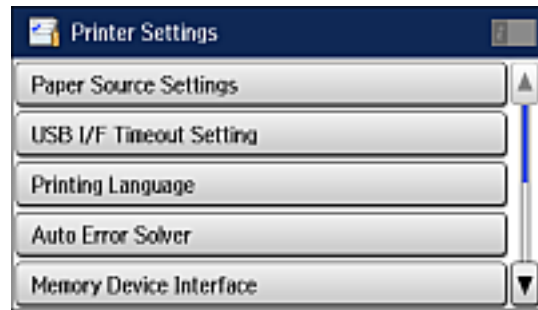 Printer Settings
Paper Source Settings
USB I/F Timeout Setting
Printing Language
Auto Error Solver
Memory Device Interface